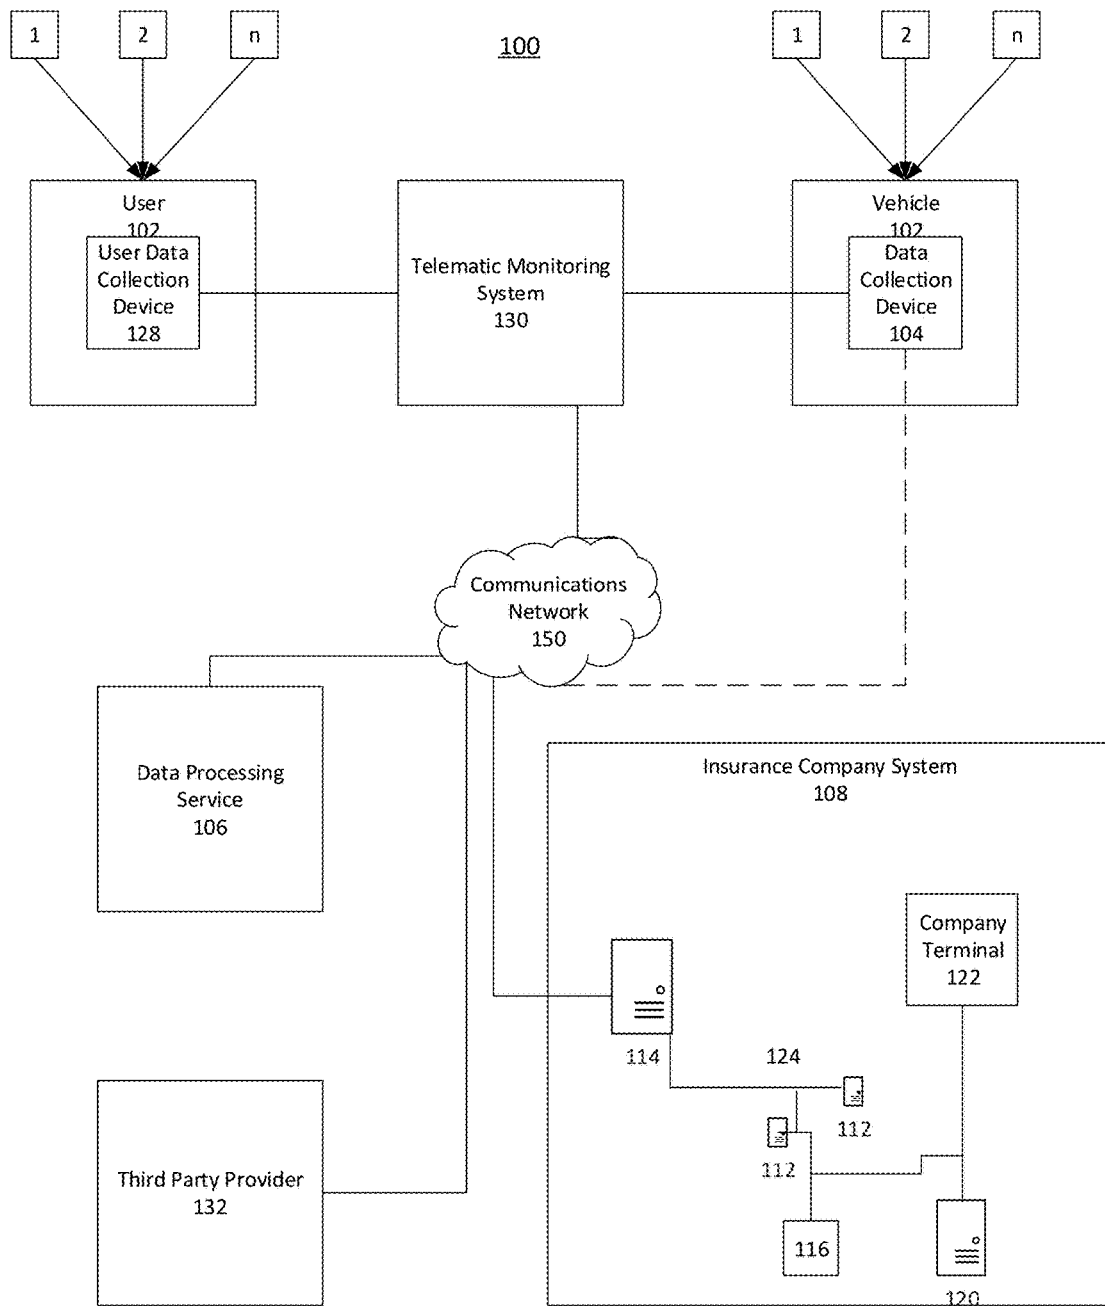 1
2
n
100
1
2
n
User
102
User Data
Collection
Device
128
Telematic Monitoring
System
130
Vehicle
102
Data
Collection
Device
104
Communications
Network
150
Data Processing
Service
106
Insurance Company System
108
Company
Terminal
122
114
124
112
112
Third Party Provider
132
116
120